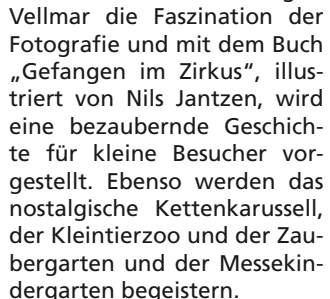 Vellmar die Faszination der
Fotografie und mit dem Buch
„Gefangen im Zirkus“, illus-
triert von Nils Jantzen, wird
eine bezaubernde Geschich-
te für kleine Besucher vor-
gestellt. Ebenso werden das
nostalgische Kettenkarussell,
der Kleintierzoo und der Zau-
bergarten und der Messekin-
dergarten begeistern.